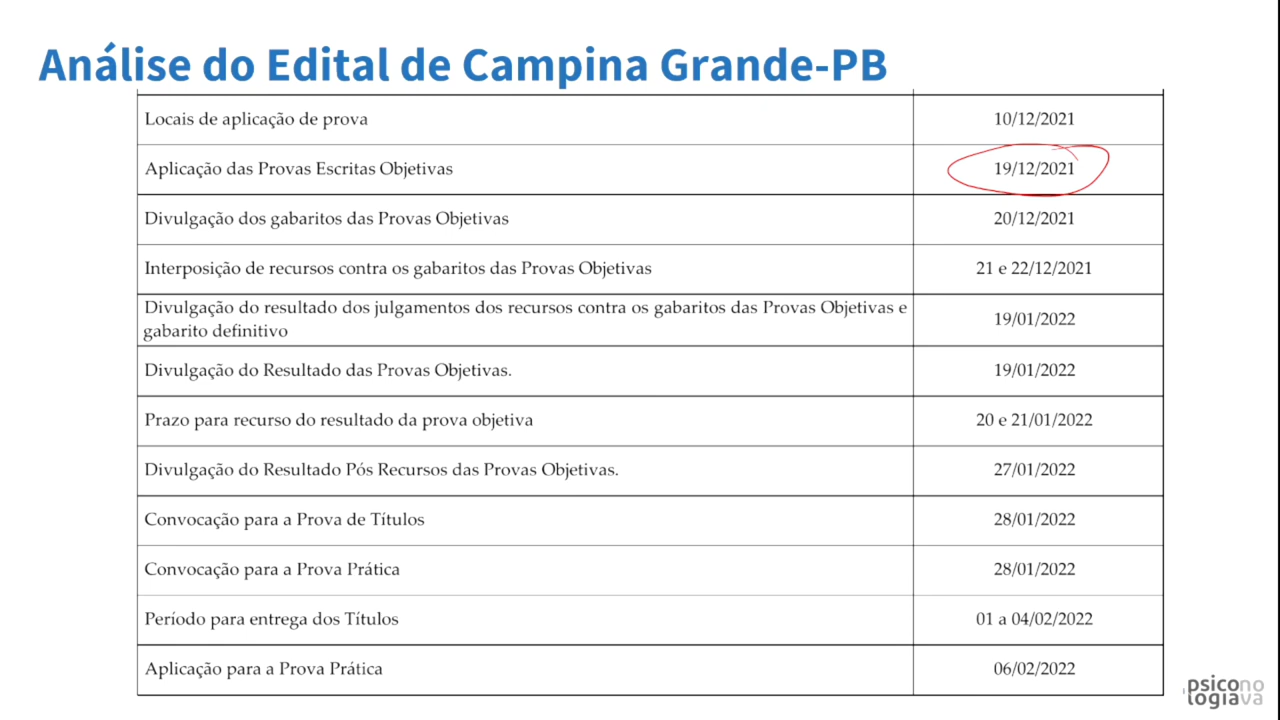 Análise do Edital de Campina Grande-PB
Locais de aplicação de prova 10/12/2021
Aplicação das Provas Escritas Objetivas 19/12/2021
Divulgação dos gabaritos das Provas Objetivas 20/12/2021
Interposição de recursos contra os gabaritos das Provas Objetivas 21 e 22/12/2021
Divulgação do resultado dos julgamentos dos recursos contra os gabaritos das Provas Objetivas e
gabarito definitivo 19/01/2022
Divulgação do Resultado das Provas Objetivas. 19/01/2022
Prazo para recurso do resultado da prova objetiva 20 e 21/01/2022
Divulgação do Resultado Pós Recursos das Provas Objetivas. 27/01/2022
Convocação para a Prova de Títulos 28/01/2022
Convocação para a Prova Prática 28/01/2022
Período para entrega dos Títulos 01 a 04/02/2022
Aplicação para a Prova Prática 06/02/2022
psicono
logiava